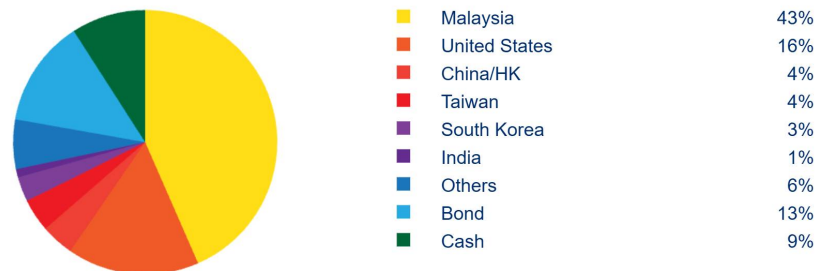 Malaysia 43%
United States 16%
China/HK 4%
Taiwan 4%
South Korea 3%
India 1%
Others 6%
Bond 13%
Cash 9%